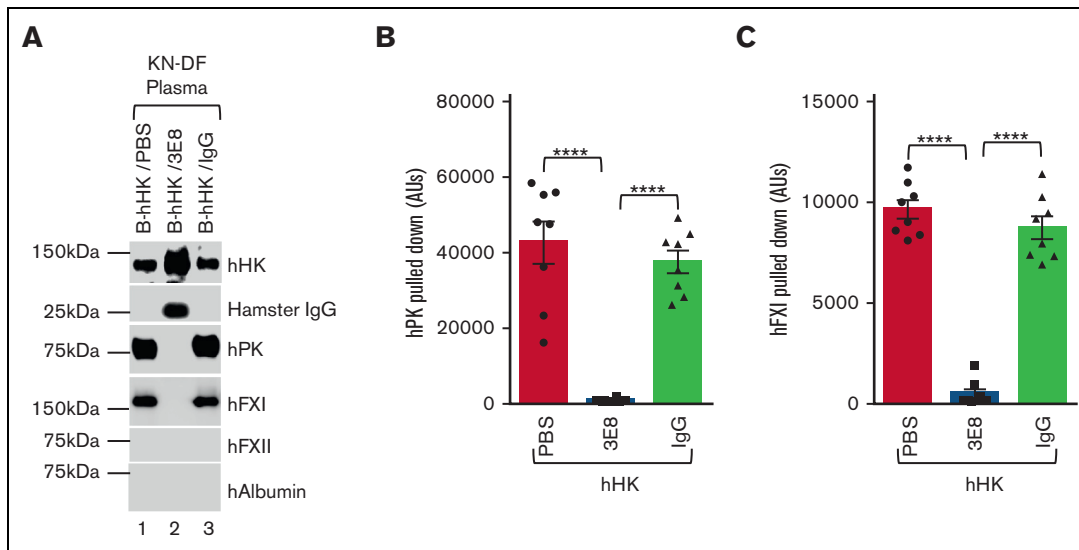 A
KN-DF
Plasma
B-hHK /PBS
B-hHK /3E8
B-hHK /IgG
150kDa
hHK
25kDa
Hamster IgG
75kDa
hPK
150kDa
hFXI
75kDa
hFXII
75kDa
hAlbumin
1 2 3
B
hPK pulled down (AUs)
80000
60000
40000
20000
0
****
****
PBS
3E8
IgG
hHK
C
hFXI pulled down (AUs)
15000
10000
5000
0
****
****
PBS
3E8
IgG
hHK